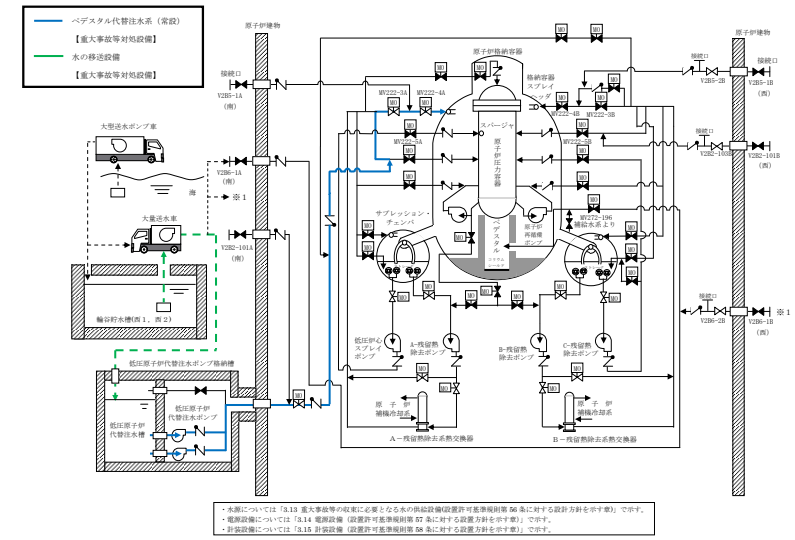 ペデスタル代替注水系（常設）
【重大事故等対処設備】
水の移送設備
【重大事故等対処設備】
原子炉建物
原子炉建物
接続口
V2B5-1A
(南)
V2B6-1A
(南)
※１
V2B2-101A
(南)
大型送水ポンプ車
海
大量送水車
輪谷貯水槽(西１，西２)
低圧原子炉代替注水ポンプ格納槽
低圧原子炉
代替注水槽
低圧原子炉
代替注水ポンプ
MO
原子炉格納容器
格納容器
スプレイ
ヘッダ
MV222-3A
MV222-4A
MV222-5A
MV222-4B
MV222-3B
MV222-5B
スパージャ
原子炉圧力容器
ペデスタル
サプレッション・
チェンバ
原子炉
再循環
ポンプ
MV272-196
補給水系より
低圧炉心
スプレイ
ポンプ
A-残留熱
除去ポンプ
B-残留熱
除去ポンプ
C-残留熱
除去ポンプ
原子炉
補機冷却系
原子炉
補機冷却系
A－残留熱除去系熱交換器
B－残留熱除去系熱交換器
接続口
V2B5-2B
接続口
V2B5-1B
(西)
接続口
V2B2-103B
V2B2-101B
(西)
接続口
V2B6-2B
V2B6-1B
(西)
※１
・水源については「3.13 重大事故等の収束に必要となる水の供給設備(設置許可基準規則第 56 条に対する設計方針を示す章)」で示す。
・電源設備については「3.14 電源設備（設置許可基準規則第 57 条に対する設置方針を示す章）」で示す。
・計装設備については「3.15 計装設備（設置許可基準規則第 58 条に対する設置方針を示す章）」で示す。